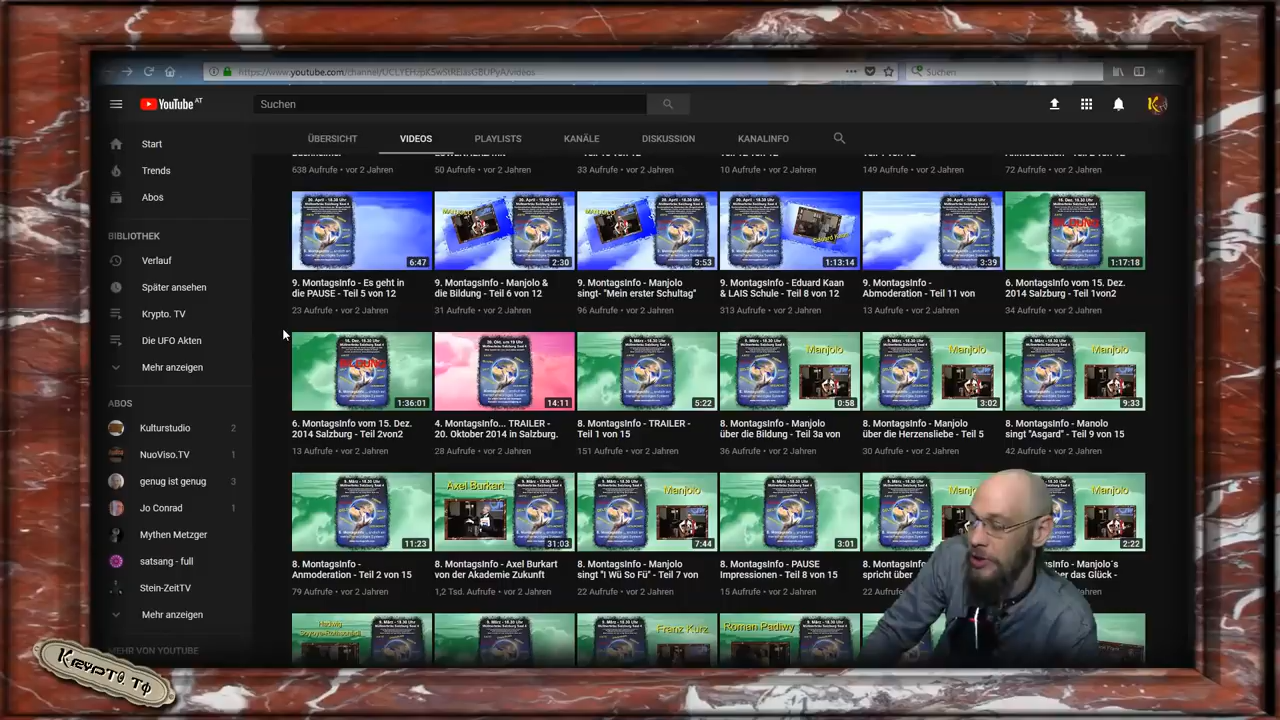 https://www.youtube.com/channel/
Suchen
YouTube AT
Suchen
ÜBERSICHT VIDEOS PLAYLISTS KANÄLE DISKUSSION KANALINFO
Start
Trends
Abos
BIBLIOTHEK
Verlauf
Später ansehen
Krypto. TV
Die UFO Akten
Mehr anzeigen
ABOS
Kulturstudio 2
NuoViso.TV 1
genug ist genug 3
Jo Conrad 1
Mythen Metzger
satsang - full
Stein-ZeitTV
Mehr anzeigen
MEHR VON YOUTUBE
638 Aufrufe • vor 2 Jahren
50 Aufrufe • vor 2 Jahren
33 Aufrufe • vor 2 Jahren
10 Aufrufe • vor 2 Jahren
149 Aufrufe • vor 2 Jahren
72 Aufrufe • vor 2 Jahren
6:47
9. MontagsInfo - Es geht in
die PAUSE - Teil 5 von 12
23 Aufrufe • vor 2 Jahren
2:30
9. MontagsInfo - Manjolo &
die Bildung - Teil 6 von 12
31 Aufrufe • vor 2 Jahren
3:53
9. MontagsInfo - Manjolo
singt- "Mein erster Schultag"
96 Aufrufe • vor 2 Jahren
1:13:14
9. MontagsInfo - Eduard Kaan
& LAIS Schule - Teil 8 von 12
313 Aufrufe • vor 2 Jahren
3:39
9. MontagsInfo -
Abmoderation - Teil 11 von
13 Aufrufe • vor 2 Jahren
1:17:18
6. MontagsInfo vom 15. Dez.
2014 Salzburg - Teil 1von2
34 Aufrufe • vor 2 Jahren
1:36:01
6. MontagsInfo vom 15. Dez.
2014 Salzburg - Teil 2von2
13 Aufrufe • vor 2 Jahren
14:11
4. MontagsInfo... TRAILER -
20. Oktober 2014 in Salzburg.
28 Aufrufe • vor 2 Jahren
5:22
8. MontagsInfo - TRAILER -
Teil 1 von 15
151 Aufrufe • vor 2 Jahren
Manjolo
0:58
8. MontagsInfo - Manjolo
über die Bildung - Teil 3a von
36 Aufrufe • vor 2 Jahren
Manjolo
3:02
8. MontagsInfo - Manjolo
über die Herzensliebe - Teil 5
30 Aufrufe • vor 2 Jahren
Manjolo
9:33
8. MontagsInfo - Manolo
singt "Asgard" - Teil 9 von 15
42 Aufrufe • vor 2 Jahren
11:23
8. MontagsInfo -
Anmoderation - Teil 2 von 15
79 Aufrufe • vor 2 Jahren
Axel Burkart
31:03
8. MontagsInfo - Axel Burkart
von der Akademie Zukunft
1,2 Tsd. Aufrufe • vor 2 Jahren
Manjolo
7:44
8. MontagsInfo - Manjolo
singt "I Wü So Fü" - Teil 7 von
22 Aufrufe • vor 2 Jahren
3:01
8. MontagsInfo - PAUSE
Impressionen - Teil 8 von 15
15 Aufrufe • vor 2 Jahren
8. MontagsInfo
spricht über
22 Aufrufe
2:22
Manjolo´s
das Glück -
Jahren
Franz Kurz
Roman Padiwy
Krypto. TV